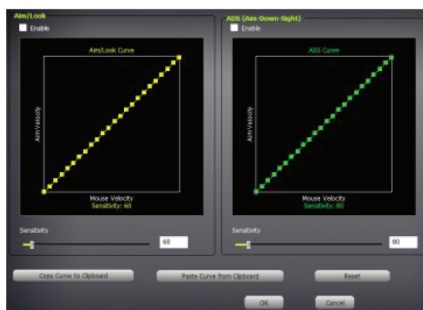 Aim/Look
Enable
Aim/Look Curve
Aim Velocity
Mouse Velocity
Sensitivity: 60
Sensitivity
60
ADS (Aim Down Sight)
Enable
ADS Curve
Aim Velocity
Mouse Velocity
Sensitivity: 80
Sensitivity
80
Copy Curve to Clipboard
Paste Curve from Clipboard
Reset
OK
Cancel